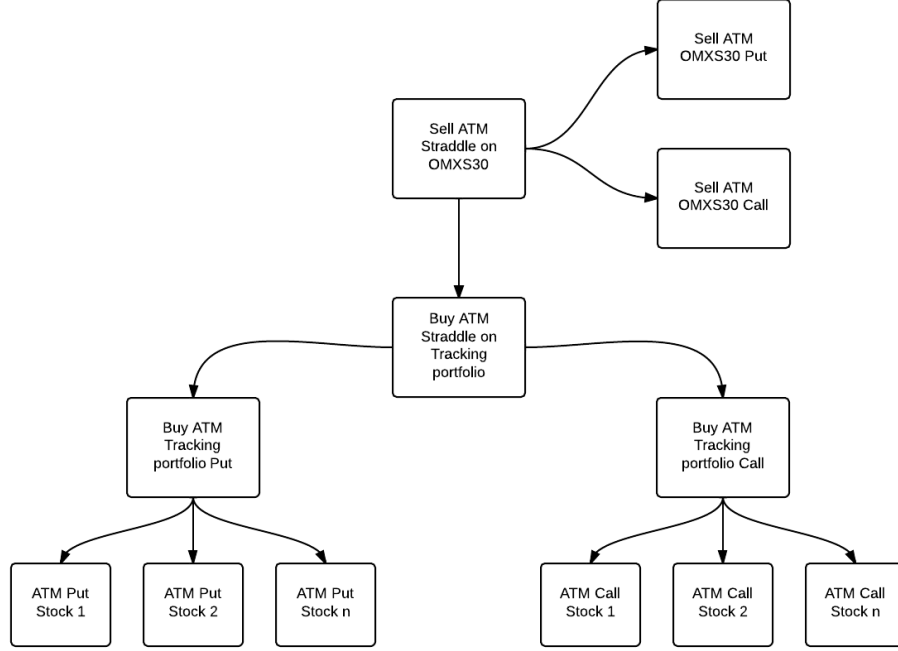 Sell ATM
OMXS30 Put
Sell ATM
Straddle on
OMXS30
Sell ATM
OMXS30 Call
Buy ATM
Straddle on
Tracking
portfolio
Buy ATM
Tracking
portfolio Put
Buy ATM
Tracking
portfolio Call
ATM Put
Stock 1
ATM Put
Stock 2
ATM Put
Stock n
ATM Call
Stock 1
ATM Call
Stock 2
ATM Call
Stock n